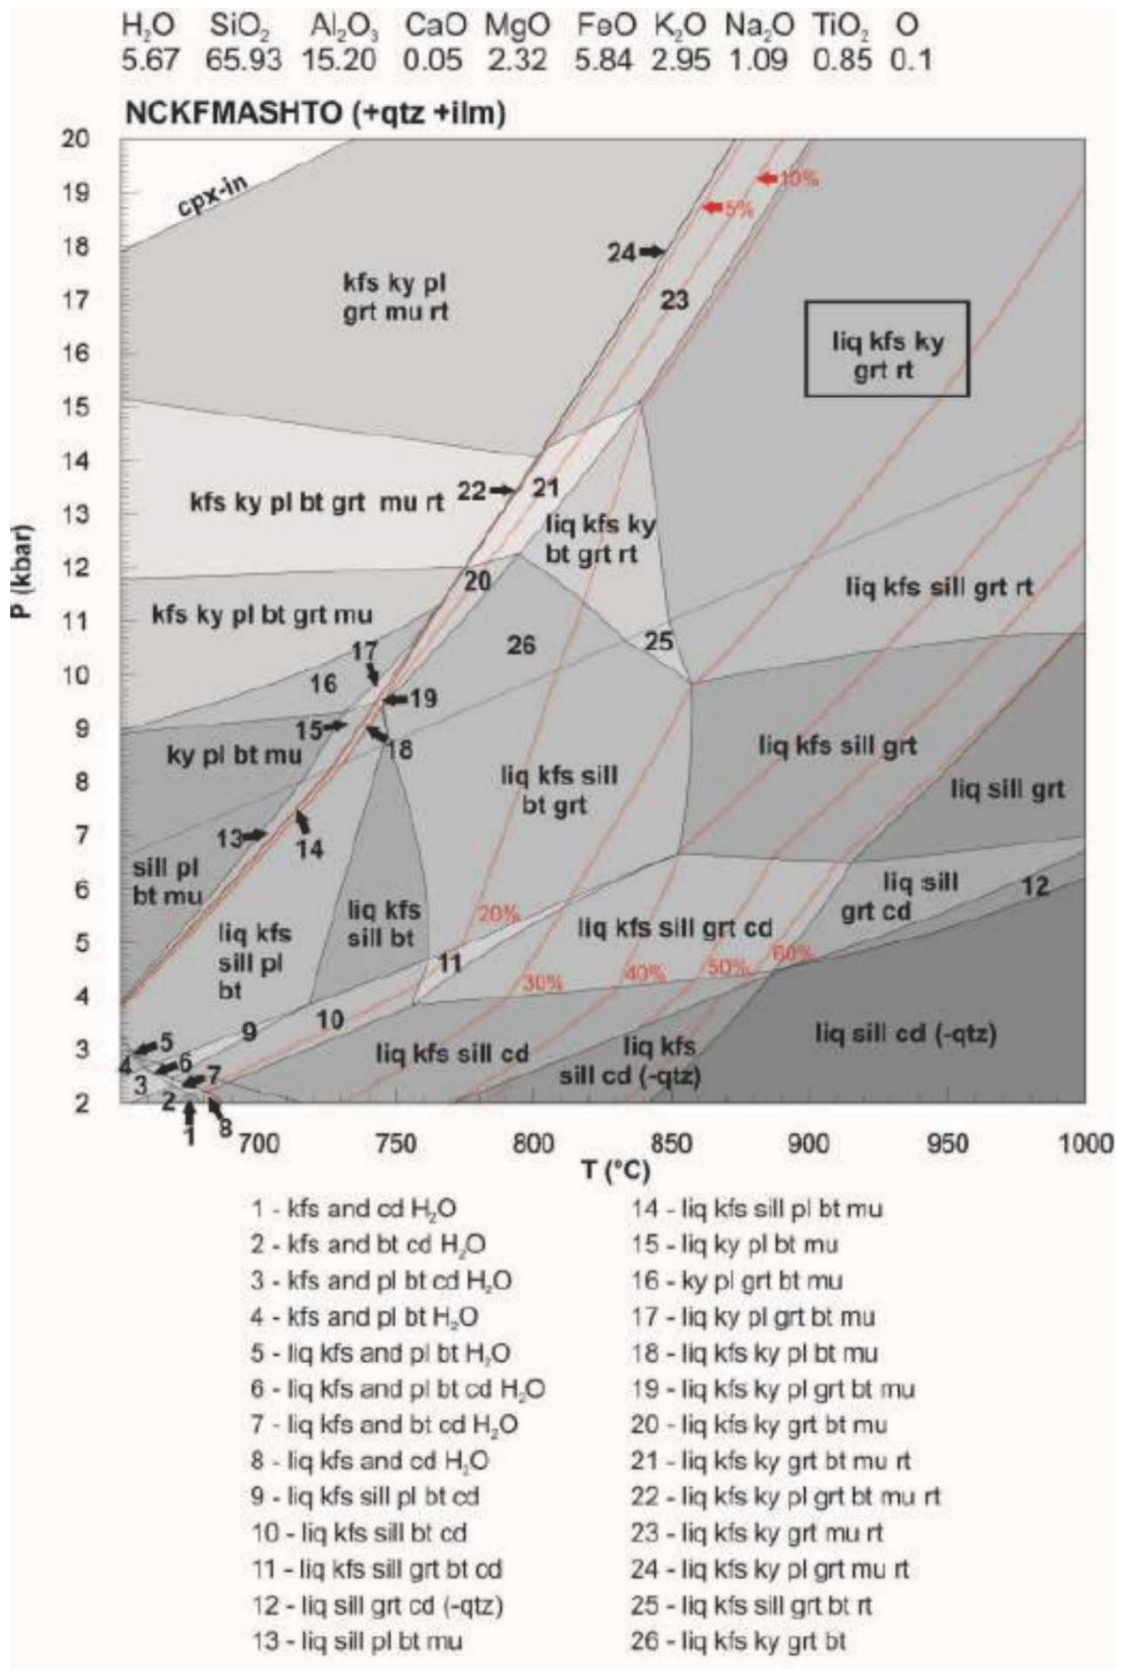 H₂O SiO₂ Al₂O₃ CaO MgO FeO K₂O Na₂O TiO₂ O
5.67 65.93 15.20 0.05 2.32 5.84 2.95 1.09 0.85 0.1
NCKFMASHTO (+qtz +ilm)
20
19
18
17
16
15
14
13
12
11
10
9
8
7
6
5
4
3
2
P (kbar)
cpx-in
10%
5%
24
23
kfs ky pl
grt mu rt
liq kfs ky
grt rt
22
21
kfs ky pl bt grt mu rt
liq kfs ky
bt grt rt
20
kfs ky pl bt grt mu
liq kfs sill grt rt
26
25
17
16
19
15
18
ky pl bt mu
liq kfs sill grt
liq kfs sill
bt grt
liq sill grt
13
14
sill pl
bt mu
liq sill
grt cd
12
liq kfs
sill bt
20%
liq kfs sill grt cd
liq kfs
sill pl
bt
11
30%
40%
50%
60%
9
10
5
4
6
3
7
2
liq kfs sill cd
liq kfs
sill cd (-qtz)
liq sill cd (-qtz)
1
8
700 750 800 850 900 950 1000
T (°C)
1 - kfs and cd H₂O
2 - kfs and bt cd H₂O
3 - kfs and pl bt cd H₂O
4 - kfs and pl bt H₂O
5 - liq kfs and pl bt H₂O
6 - liq kfs and pl bt cd H₂O
7 - liq kfs and bt cd H₂O
8 - liq kfs and cd H₂O
9 - liq kfs sill pl bt cd
10 - liq kfs sill bt cd
11 - liq kfs sill grt bt cd
12 - liq sill grt cd (-qtz)
13 - liq sill pl bt mu
14 - liq kfs sill pl bt mu
15 - liq ky pl bt mu
16 - ky pl grt bt mu
17 - liq ky pl grt bt mu
18 - liq kfs ky pl bt mu
19 - liq kfs ky pl grt bt mu
20 - liq kfs ky grt bt mu
21 - liq kfs ky grt bt mu rt
22 - liq kfs ky pl grt bt mu rt
23 - liq kfs ky grt mu rt
24 - liq kfs ky pl grt mu rt
25 - liq kfs sill grt bt rt
26 - liq kfs ky grt bt